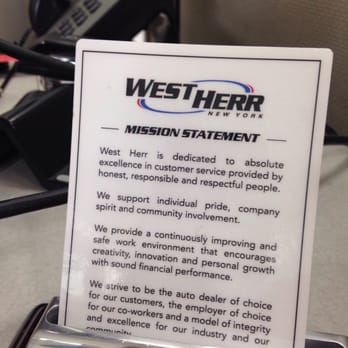 WEST HERR
NEW YORK
MISSION STATEMENT
West Herr is dedicated to absolute
excellence in customer service provided by
honest, responsible and respectful people.
We support individual pride, company
spirit and community involvement.
We provide a continuously improving and
safe work environment that encourages
creativity, innovation and personal growth
with sound financial performance.
We strive to be the auto dealer of choice
for our customers, the employer of choice
for our co-workers and a model of integrity
and excellence for our industry and our
community.